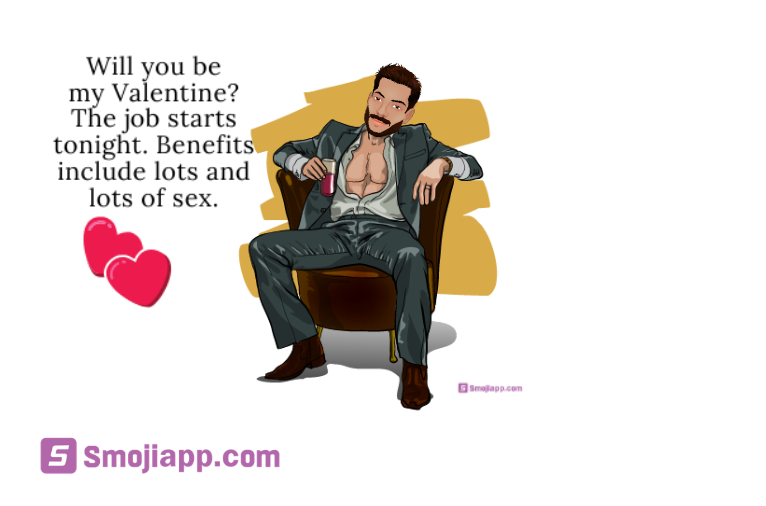 Will you be
my Valentine?
The job starts
tonight. Benefits
include lots and
lots of sex.
Smojiapp.com
S Smojiapp.com